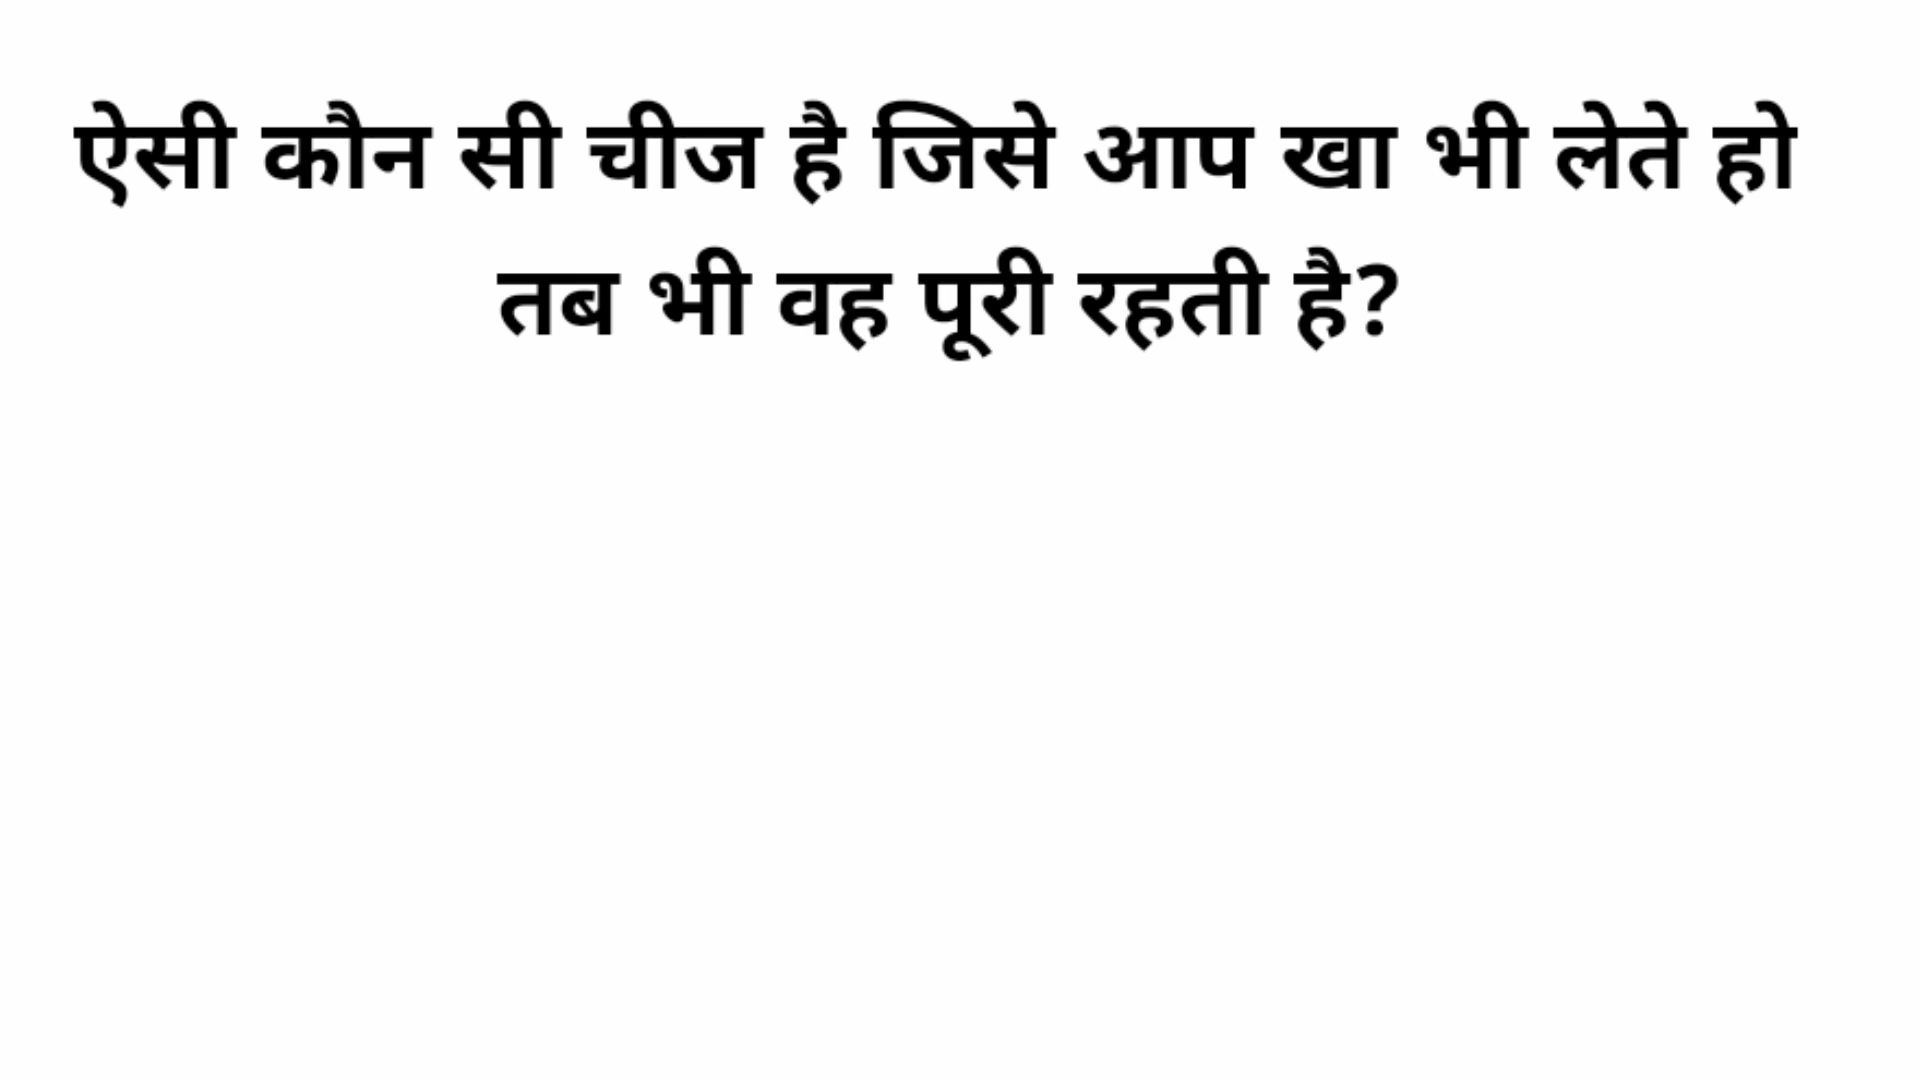 ऐसी कौन सी चीज है जिसे आप खा भी लेते हो
तब भी वह पूरी रहती है?